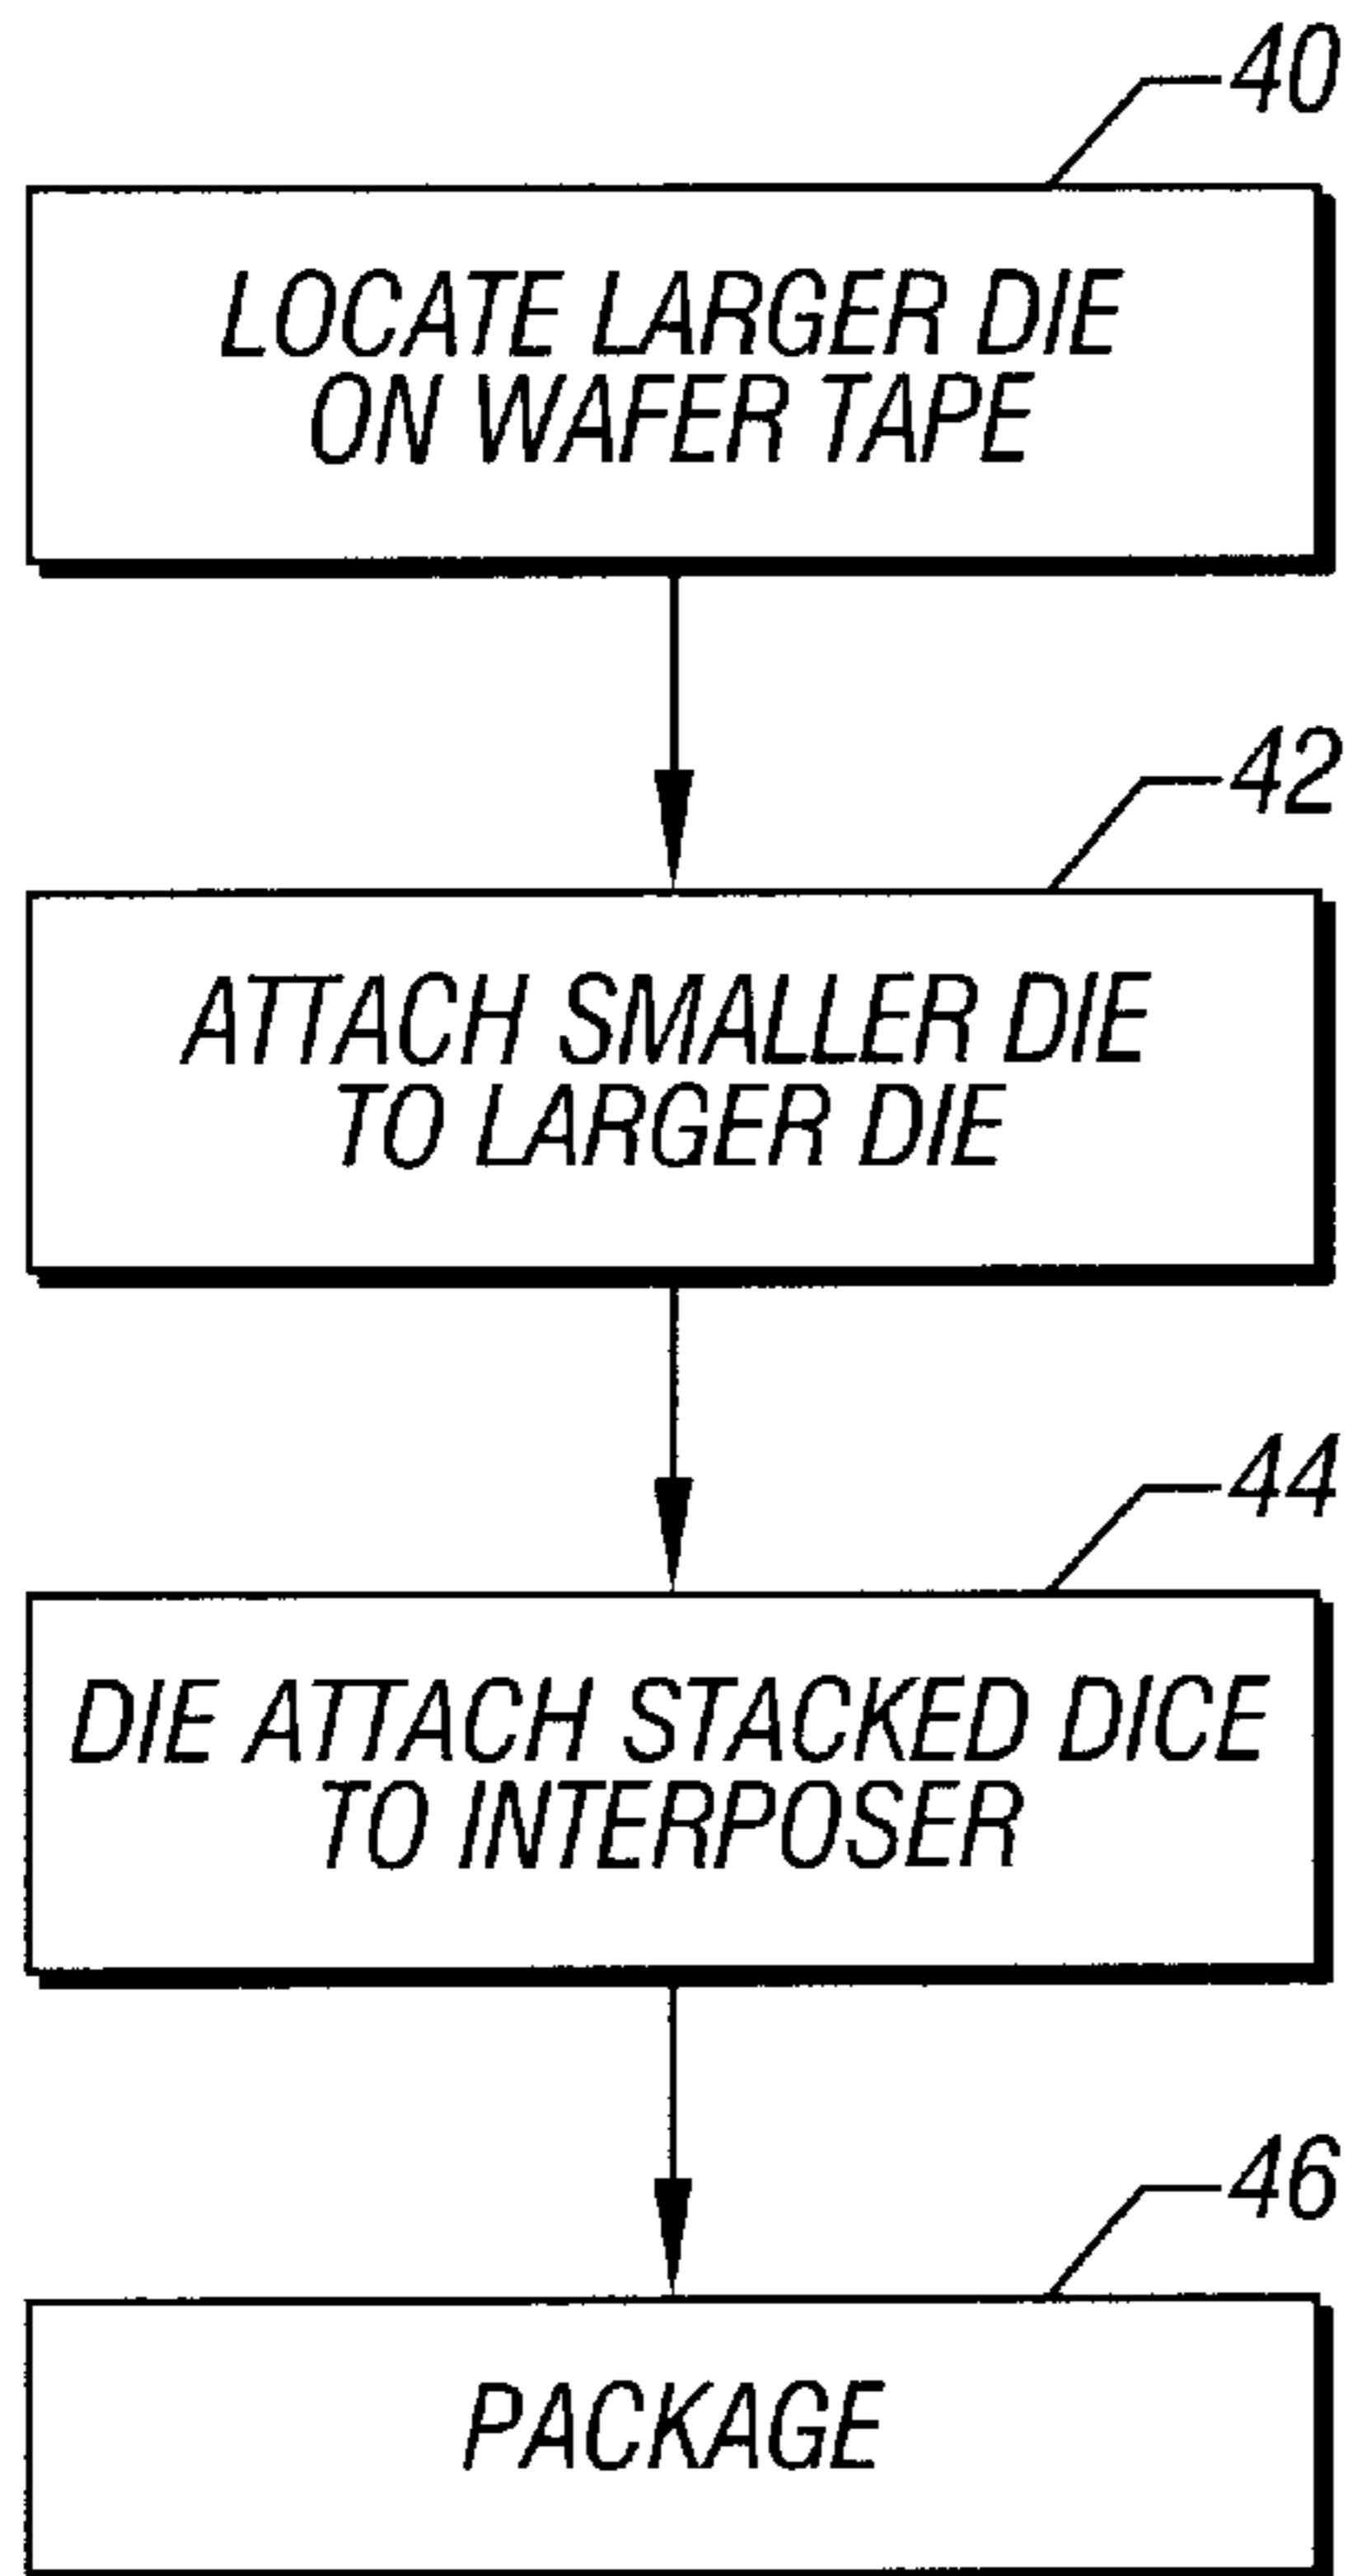 40
LOCATE LARGER DIE
ON WAFER TAPE
42
ATTACH SMALLER DIE
TO LARGER DIE
44
DIE ATTACH STACKED DICE
TO INTERPOSER
46
PACKAGE